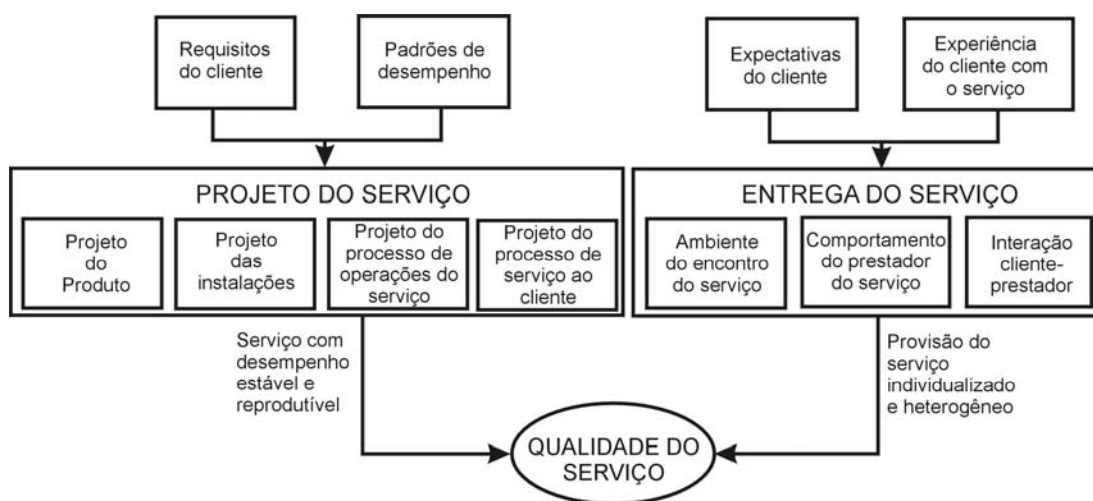 Requisitos
do cliente
Padrões de
desempenho
Expectativas
do cliente
Experiência
do cliente com
o serviço
PROJETO DO SERVIÇO
Projeto
do
Produto
Projeto
das
instalações
Projeto do
processo de
operações do
serviço
Projeto do
processo de
serviço ao
cliente
ENTREGA DO SERVIÇO
Ambiente
do encontro
do serviço
Comportamento
do prestador
do serviço
Interação
cliente-
prestador
Serviço com
desempenho
estável e
reprodutível
Provisão do
serviço
individualizado
e heterogêneo
QUALIDADE DO
SERVIÇO